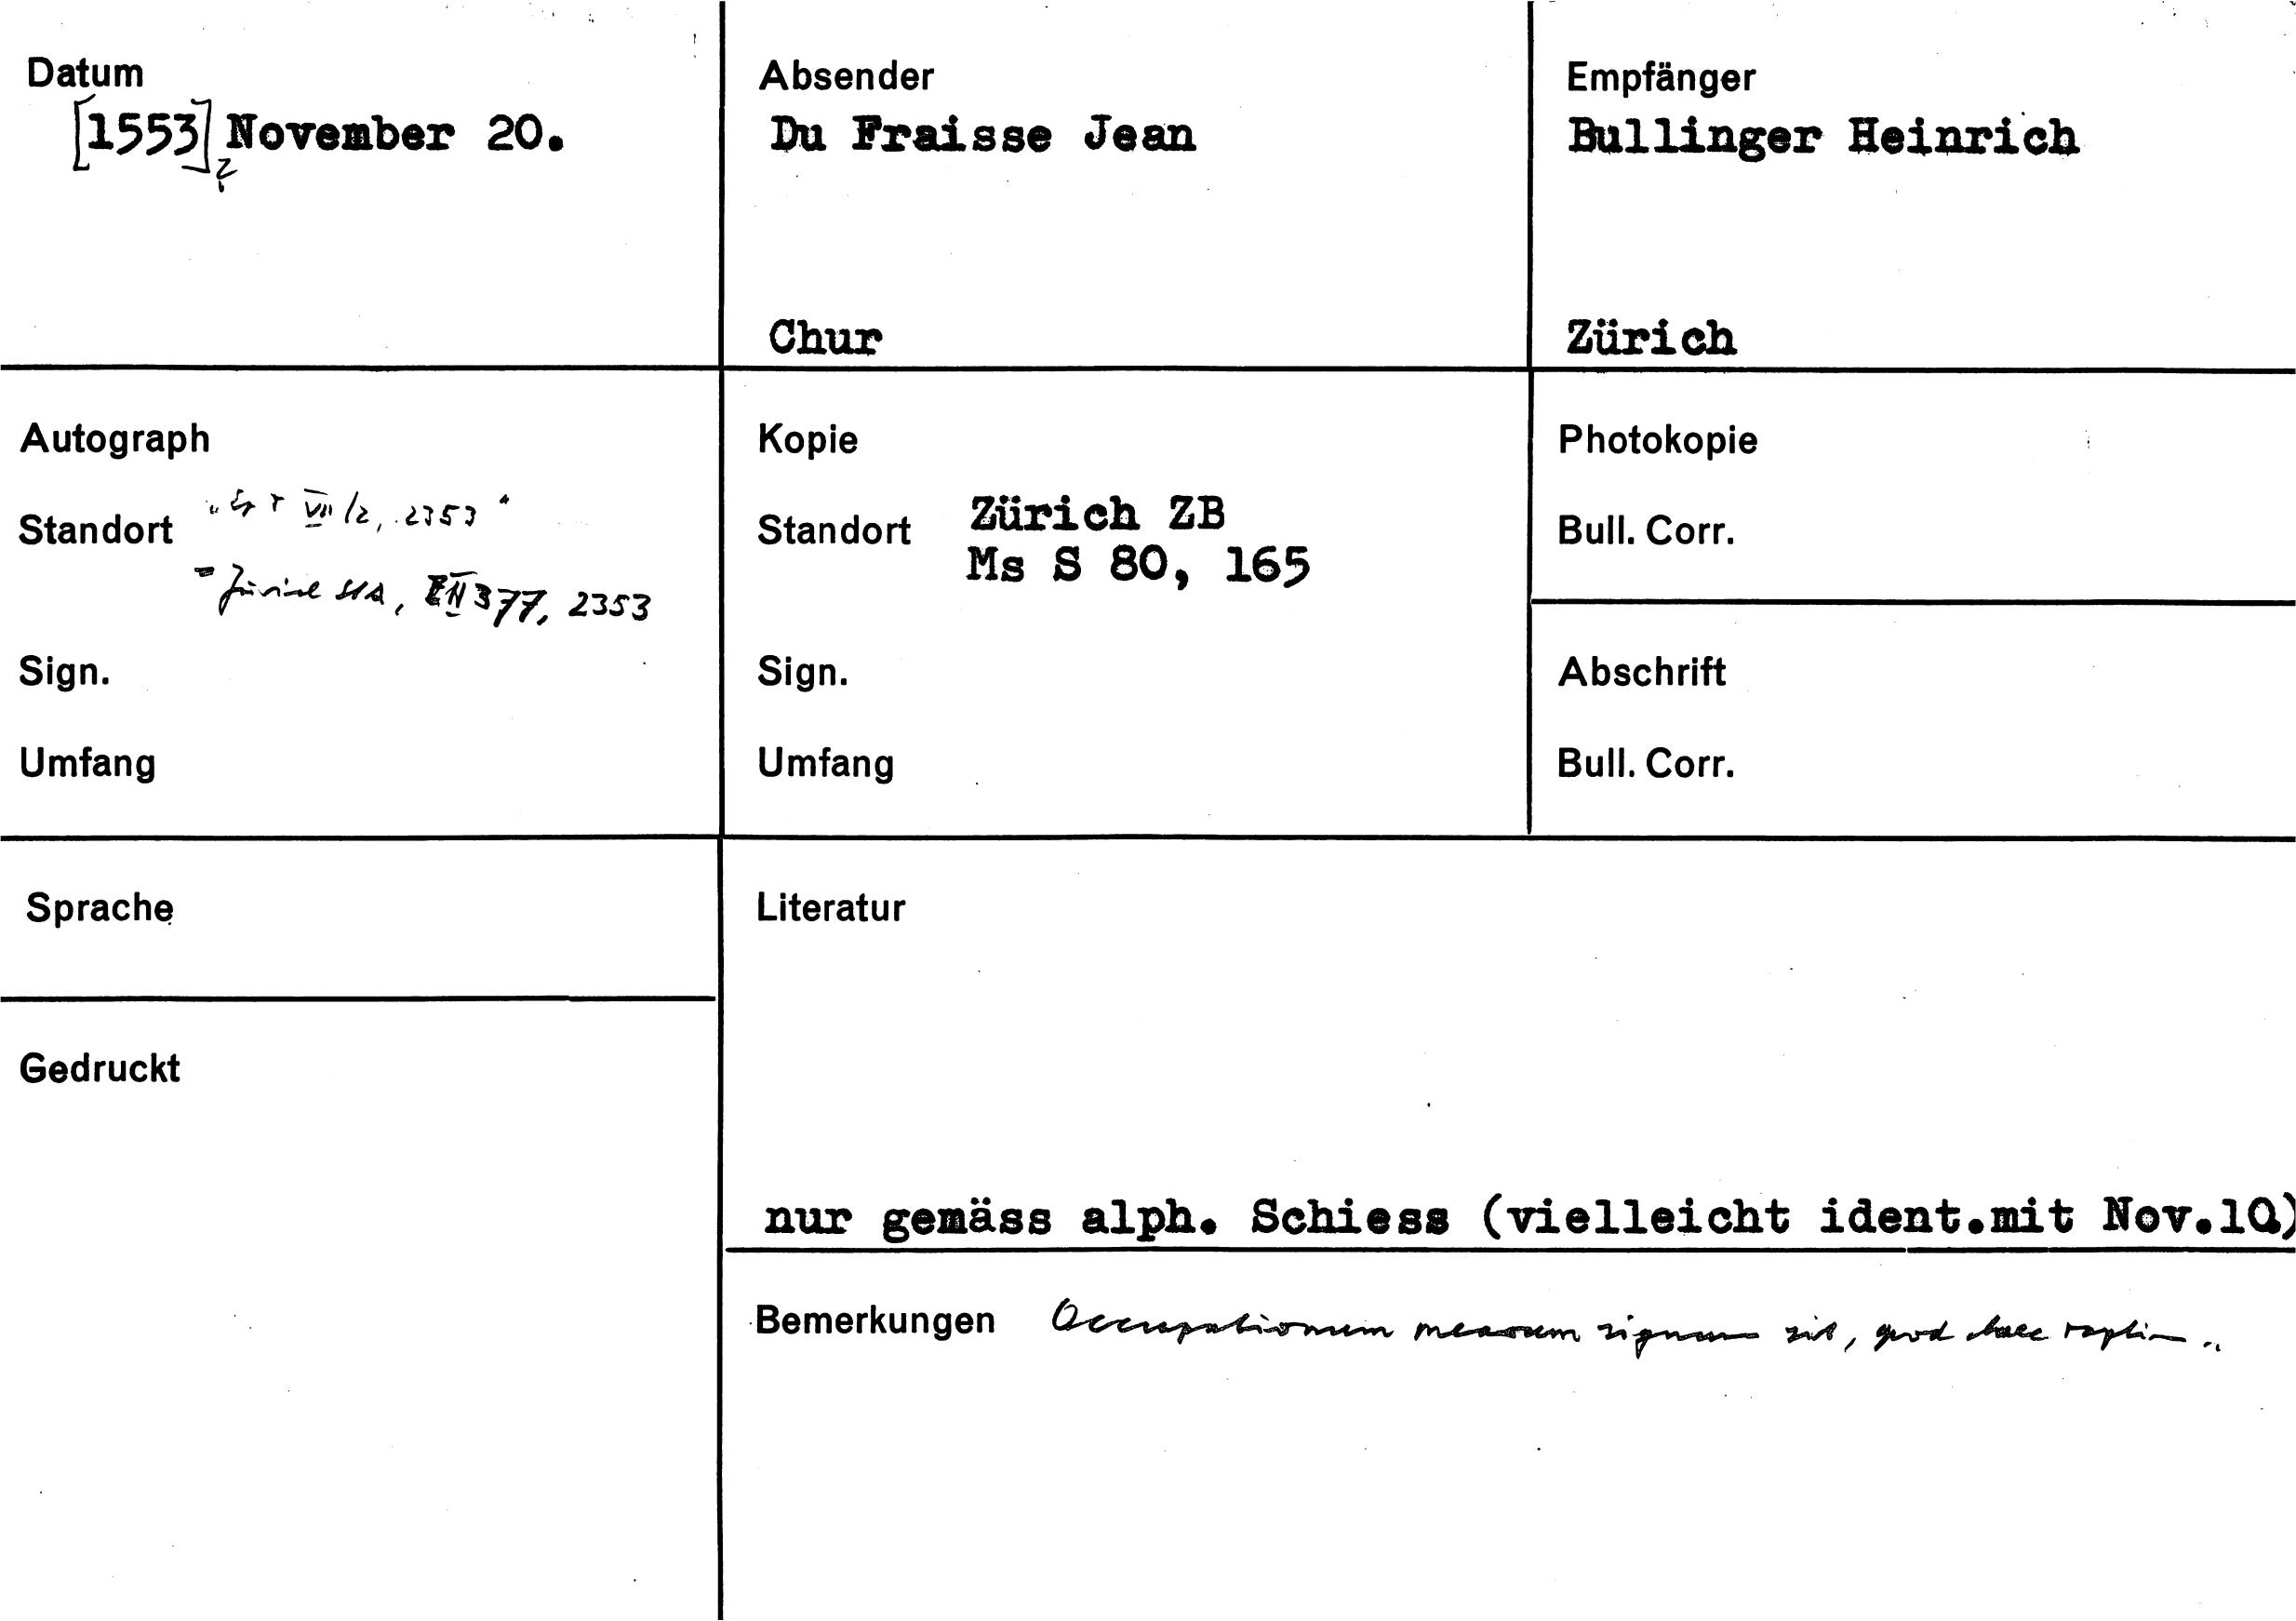 Datum
[1553]? November 20.
Absender
Du Fraisse Jean
Chur
Empfänger
Bullinger Heinrich
Zürich
Autograph
Standort
VII/2, 2353"
= Zürich StA, E II 377, 2353
Sign.
Umfang
Kopie
Standort Zürich ZB
Ms S 80, 165
Sign.
Umfang
Photokopie
Bull. Corr.
Abschrift
Bull. Corr.
Sprache
Gedruckt
Literatur
nur gemäss alph. Schiess (vielleicht ident.mit Nov.10)
Bemerkungen Occupationum mearum signum sit, quod haec raptim..